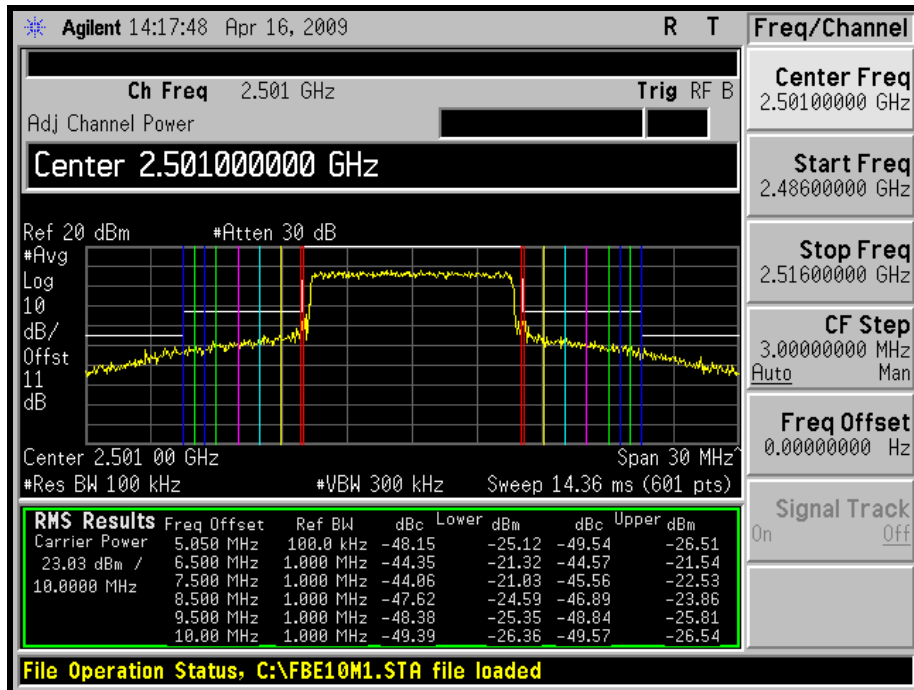 Agilent 14:17:48 Apr 16, 2009 R T
Freq/Channel
Ch Freq 2.501 GHz Trig RF B
Adj Channel Power
Center 2.501000000 GHz
Ref 20 dBm #Atten 30 dB
#Avg
Log
10
dB/
Offst
11
dB
Center 2.501 00 GHz Span 30 MHz^
#Res BW 100 kHz #VBW 300 kHz Sweep 14.36 ms (601 pts)
RMS Results Freq Offset Ref BW dBc Lower dBm dBc Upper dBm
Carrier Power 5.050 MHz 100.0 kHz -48.15 -25.12 -49.54 -26.51
23.03 dBm / 6.500 MHz 1.000 MHz -44.35 -21.32 -44.57 -21.54
10.0000 MHz 7.500 MHz 1.000 MHz -44.06 -21.03 -45.56 -22.53
8.500 MHz 1.000 MHz -47.62 -24.59 -46.89 -23.86
9.500 MHz 1.000 MHz -48.38 -25.35 -48.84 -25.81
10.00 MHz 1.000 MHz -49.39 -26.36 -49.57 -26.54
File Operation Status, C:\FBE10M1.STA file loaded
Center Freq
2.50100000 GHz
Start Freq
2.48600000 GHz
Stop Freq
2.51600000 GHz
CF Step
3.00000000 MHz
Auto Man
Freq Offset
0.00000000 Hz
Signal Track
On Off